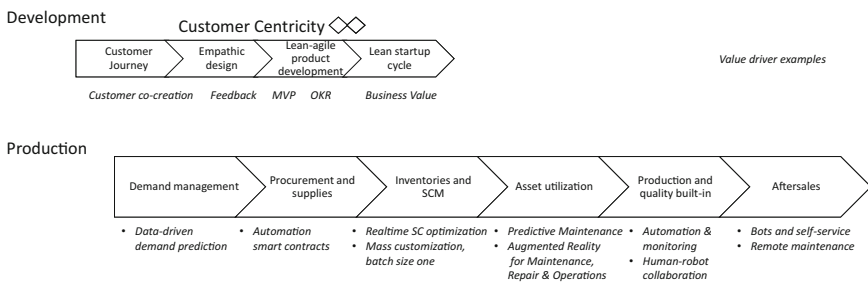 Development
Customer Centricity
Customer
Journey
Empathic
design
Lean-agile
product
development
Lean startup
cycle
Value driver examples
Customer co-creation
Feedback
MVP
OKR
Business Value
Production
Demand management
Procurement and
supplies
Inventories and
SCM
Asset utilization
Production and
quality built-in
Aftersales
• Data-driven
demand prediction
• Automation
smart contracts
• Realtime SC optimization
• Mass customization,
batch size one
• Predictive Maintenance
• Augmented Reality
for Maintenance,
Repair & Operations
• Automation &
monitoring
• Human-robot
collaboration
• Bots and self-service
• Remote maintenance